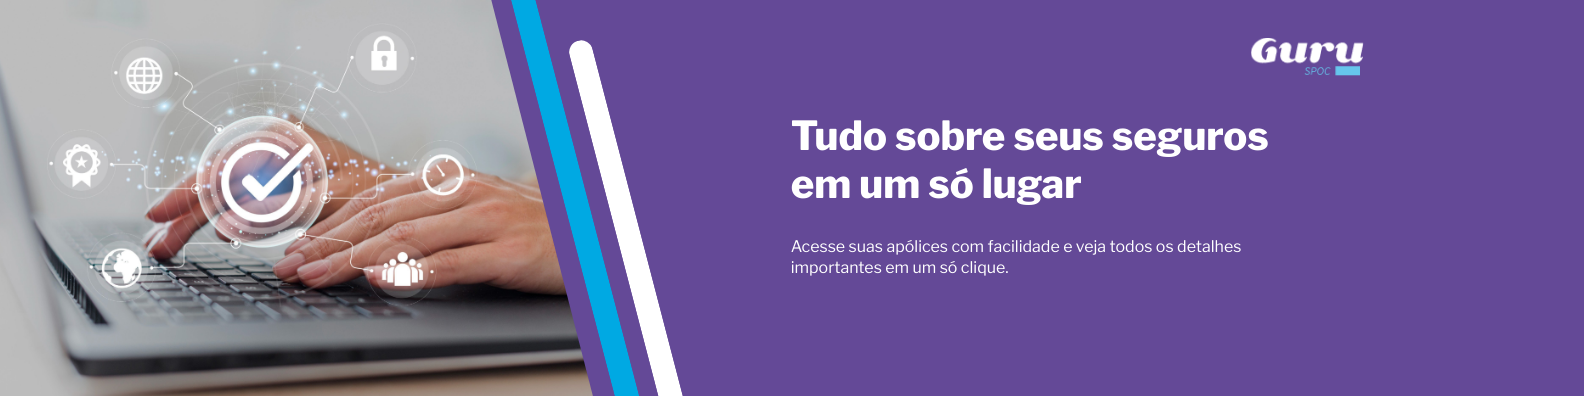 Guru
SPOC
Tudo sobre seus seguros
em um só lugar
Acesse suas apólices com facilidade e veja todos os detalhes
importantes em um só clique.